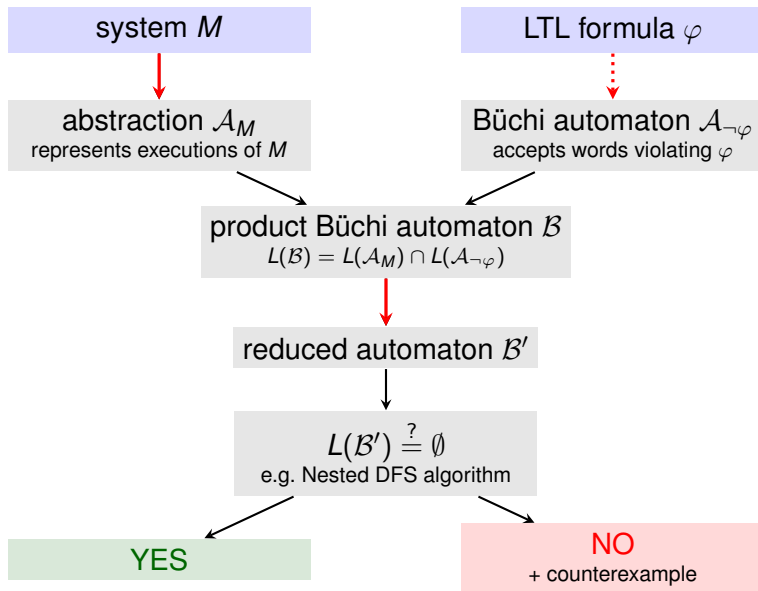 system M
LTL formula φ
abstraction 𝒜_M
represents executions of M
Büchi automaton 𝒜_¬φ
accepts words violating φ
product Büchi automaton ℬ
L(ℬ) = L(𝒜_M) ∩ L(𝒜_¬φ)
reduced automaton ℬ′
L(ℬ′) ≟ ∅
e.g. Nested DFS algorithm
YES
NO
+ counterexample